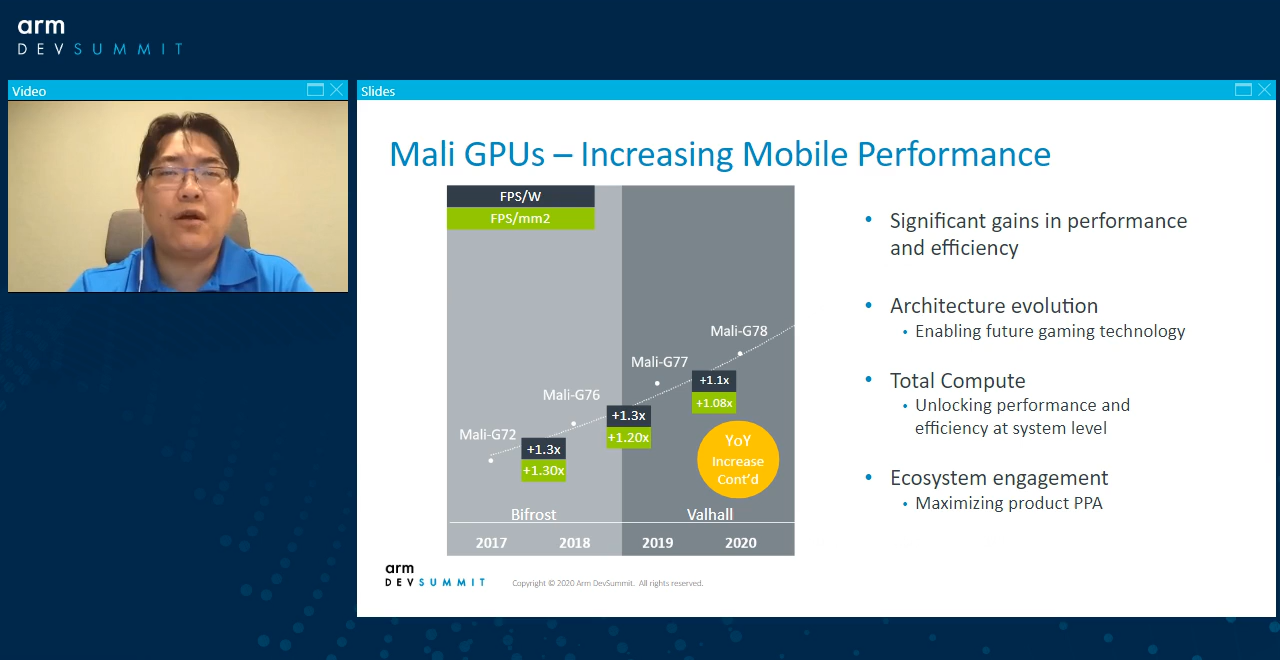 arm
DEVSUMMIT
Video
Slides
Mali GPUs – Increasing Mobile Performance
FPS/W
FPS/mm2
Mali-G78
Mali-G77
+1.1x
+1.08x
Mali-G76
+1.3x
+1.20x
Mali-G72
+1.3x
+1.30x
YoY
Increase
Cont'd
Bifrost
Valhall
2017
2018
2019
2020
• Significant gains in performance
and efficiency
• Architecture evolution
• Enabling future gaming technology
• Total Compute
• Unlocking performance and
efficiency at system level
• Ecosystem engagement
• Maximizing product PPA
arm
DEVSUMMIT
Copyright © 2020 Arm DevSummit. All rights reserved.